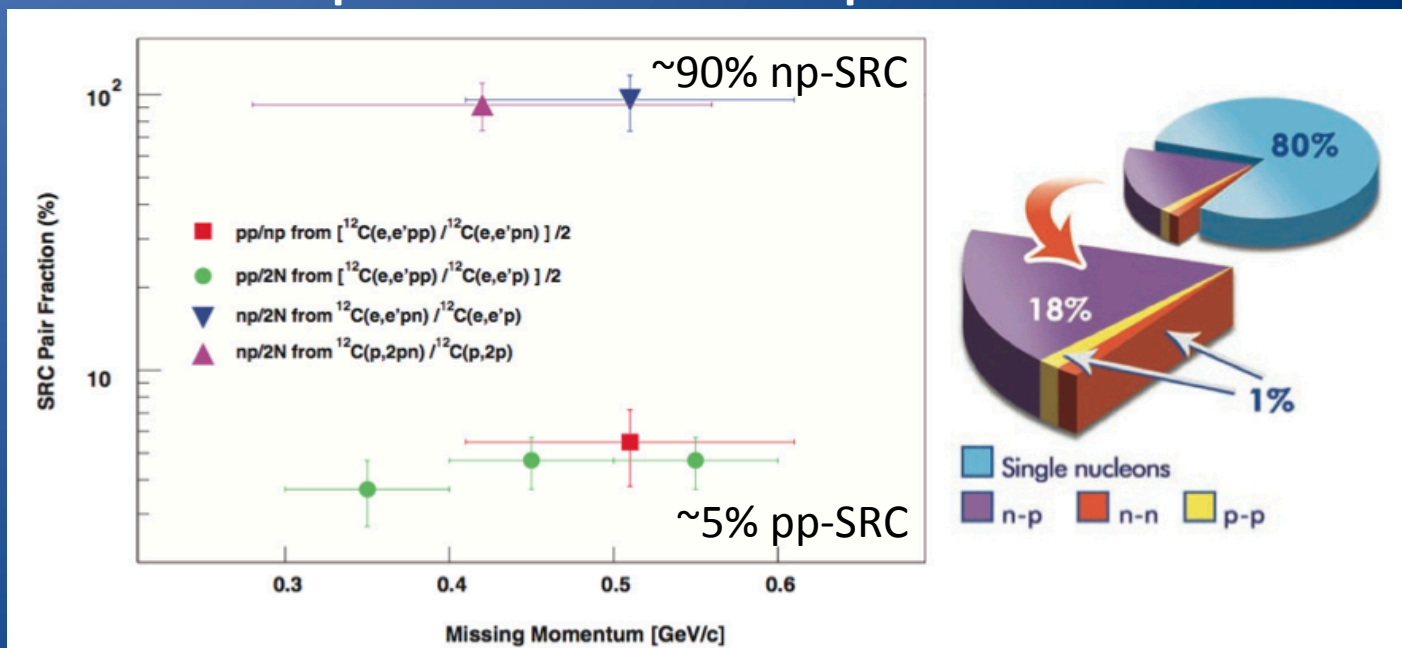 ~90% np-SRC
10²
SRC Pair Fraction (%)
pp/np from [¹²C(e,e'pp) /¹²C(e,e'pn) ] /2
pp/2N from [¹²C(e,e'pp) /¹²C(e,e'p) ] /2
np/2N from ¹²C(e,e'pn) /¹²C(e,e'p)
np/2N from ¹²C(p,2pn) /¹²C(p,2p)
10
~5% pp-SRC
0.3 0.4 0.5 0.6
Missing Momentum [GeV/c]
80%
18%
1%
Single nucleons
n-p n-n p-p